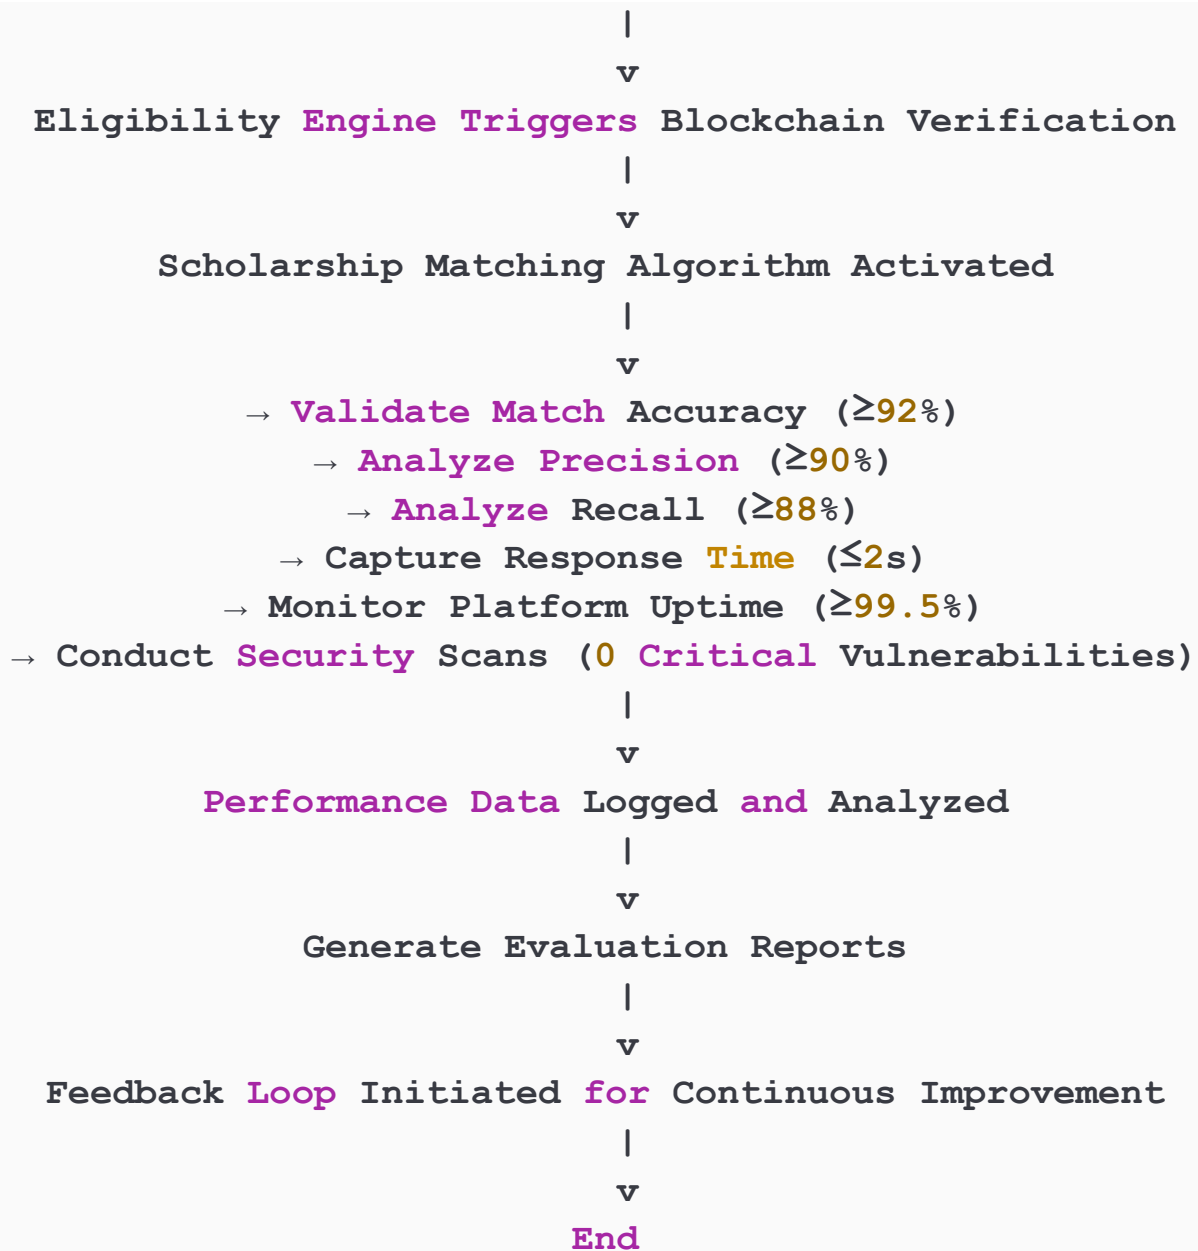 |
v
Eligibility Engine Triggers Blockchain Verification
|
v
Scholarship Matching Algorithm Activated
|
v
→ Validate Match Accuracy (≥92%)
→ Analyze Precision (≥90%)
→ Analyze Recall (≥88%)
→ Capture Response Time (≤2s)
→ Monitor Platform Uptime (≥99.5%)
→ Conduct Security Scans (0 Critical Vulnerabilities)
|
v
Performance Data Logged and Analyzed
|
v
Generate Evaluation Reports
|
v
Feedback Loop Initiated for Continuous Improvement
|
v
End